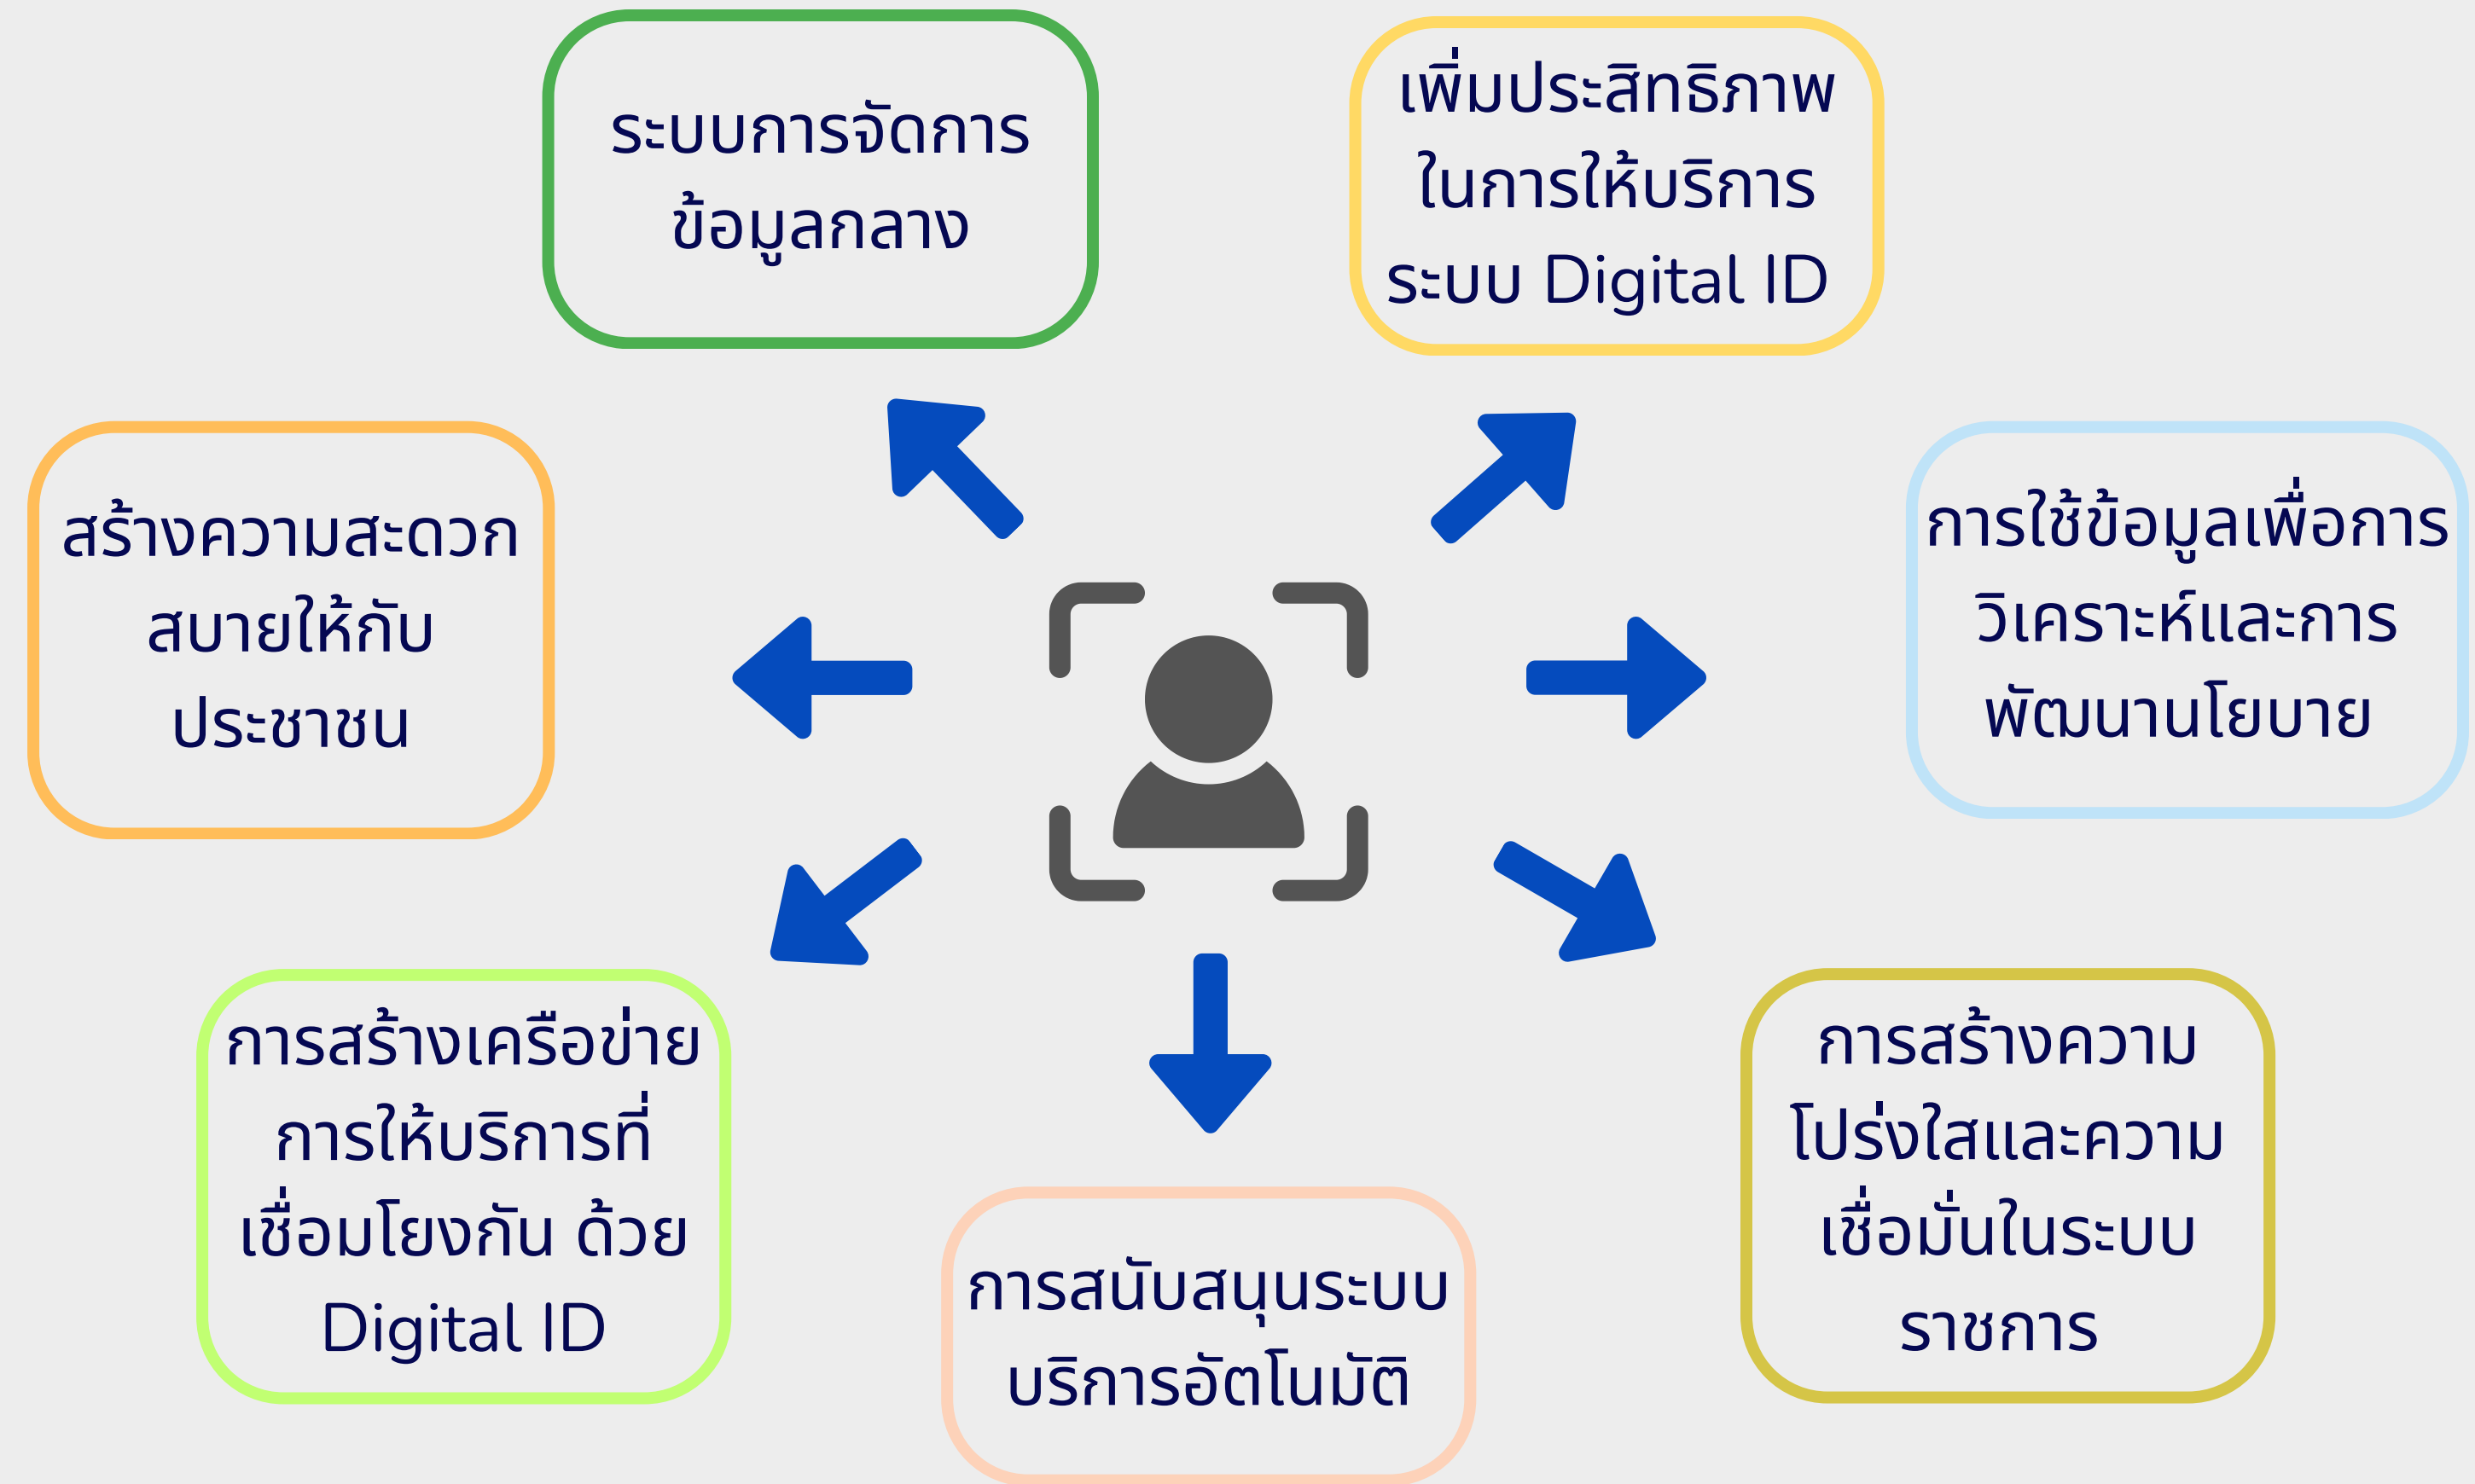 ระบบการจัดการ
ข้อมูลกลาง
เพิ่มประสิทธิภาพ
ในการให้บริการ
ระบบ Digital ID
สร้างความสะดวก
สบายให้กับ
ประชาชน
การใช้ข้อมูลเพื่อการ
วิเคราะห์และการ
พัฒนานโยบาย
การสร้างเครือข่าย
การให้บริการที่
เชื่อมโยงกัน ด้วย
Digital ID
การสนับสนุนระบบ
บริการอัตโนมัติ
การสร้างความ
โปร่งใสและความ
เชื่อมั่นในระบบ
ราชการ